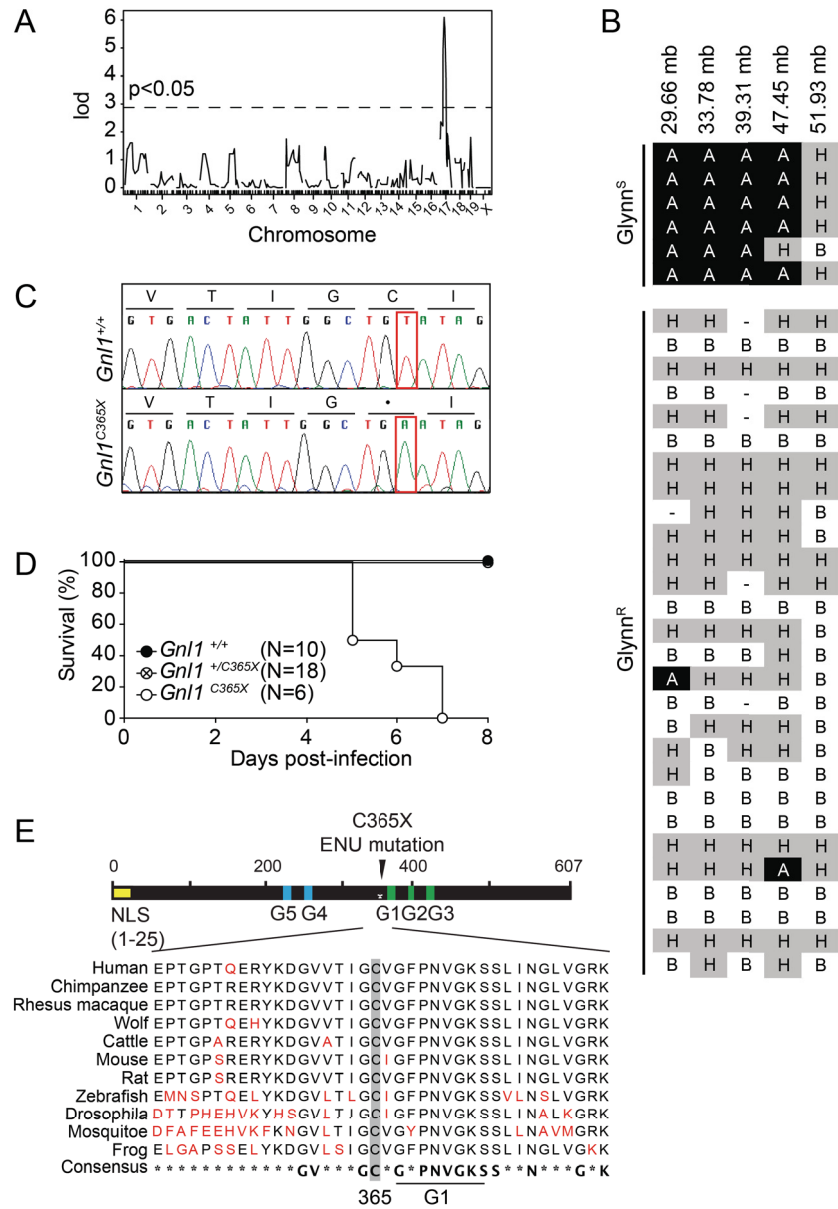 A
lod
6
5
4
3
2
1
0
p<0.05
1 2 3 4 5 6 7 8 9 10 11 12 13 14 15 16 17 18 19 X
Chromosome
B
29.66 mb 33.78 mb 39.31 mb 47.45 mb 51.93 mb
Glynn^S
A A A A H
A A A A H
A A A A H
A A A A H
A A A H B
A A A A H
Glynn^R
H H - H H
B B B B B
H H H H H
B B - B B
H H - H H
B B B B B
H H H H H
H H H H H
- H H H B
H H H H B
H H H H H
H H - H H
B B B B B
H H H H B
B B B H B
A H H H B
B B - B B
B H H H B
H B H H B
H B B B B
B B B B B
B B B B B
H H H H H
H H H A H
B B B B B
B B B B B
H H H H H
B H B H H
C
Gnl1^+/+
V T I G C I
G T G A C T A T T G G C T G T A T A G
Gnl1^C365X
V T I G • I
G T G A C T A T T G G C T G A A T A G
D
Survival (%)
100
80
60
40
20
0
Gnl1 +/+ (N=10)
Gnl1 +/C365X (N=18)
Gnl1 C365X (N=6)
0 2 4 6 8
Days post-infection
E
C365X
ENU mutation
0 200 400 607
NLS
(1-25)
G5 G4 G1 G2 G3
Human EPTGPTQERYKDGVVTIGCVGFPNVGKSSLINGLVGRK
Chimpanzee EPTGPTRERYKDGVVTIGCVGFPNVGKSSLINGLVGRK
Rhesus macaque EPTGPTRERYKDGVVTIGCVGFPNVGKSSLINGLVGRK
Wolf EPTGPTQEHYKDGVVTIGCVGFPNVGKSSLINGLVGRK
Cattle EPTGPARERYKDGVATIGCVGFPNVGKSSLINGLVGRK
Mouse EPTGPSRERYKDGVVTIGCIGFPNVGKSSLINGLVGRK
Rat EPTGPSRERYKDGVVTIGCVGFPNVGKSSLINGLVGRK
Zebrafish EMNSPTQELYKDGVLTLGCIGFPNVGKSSVLNSLVGRK
Drosophila DTTPHEHVKYHSGVLTIGCIGFPNVGKSSLINALKGRK
Mosquitoe DFAFEEHVKFKNGVLTIGCVGYPNVGKSSLLNAVMGRK
Frog ELGAPSSELYKDGVLSIGCVGFPNVGKSSLINGLVGKK
Consensus ************GV**GC*G*PNVGKSS**N***G*K
365 G1